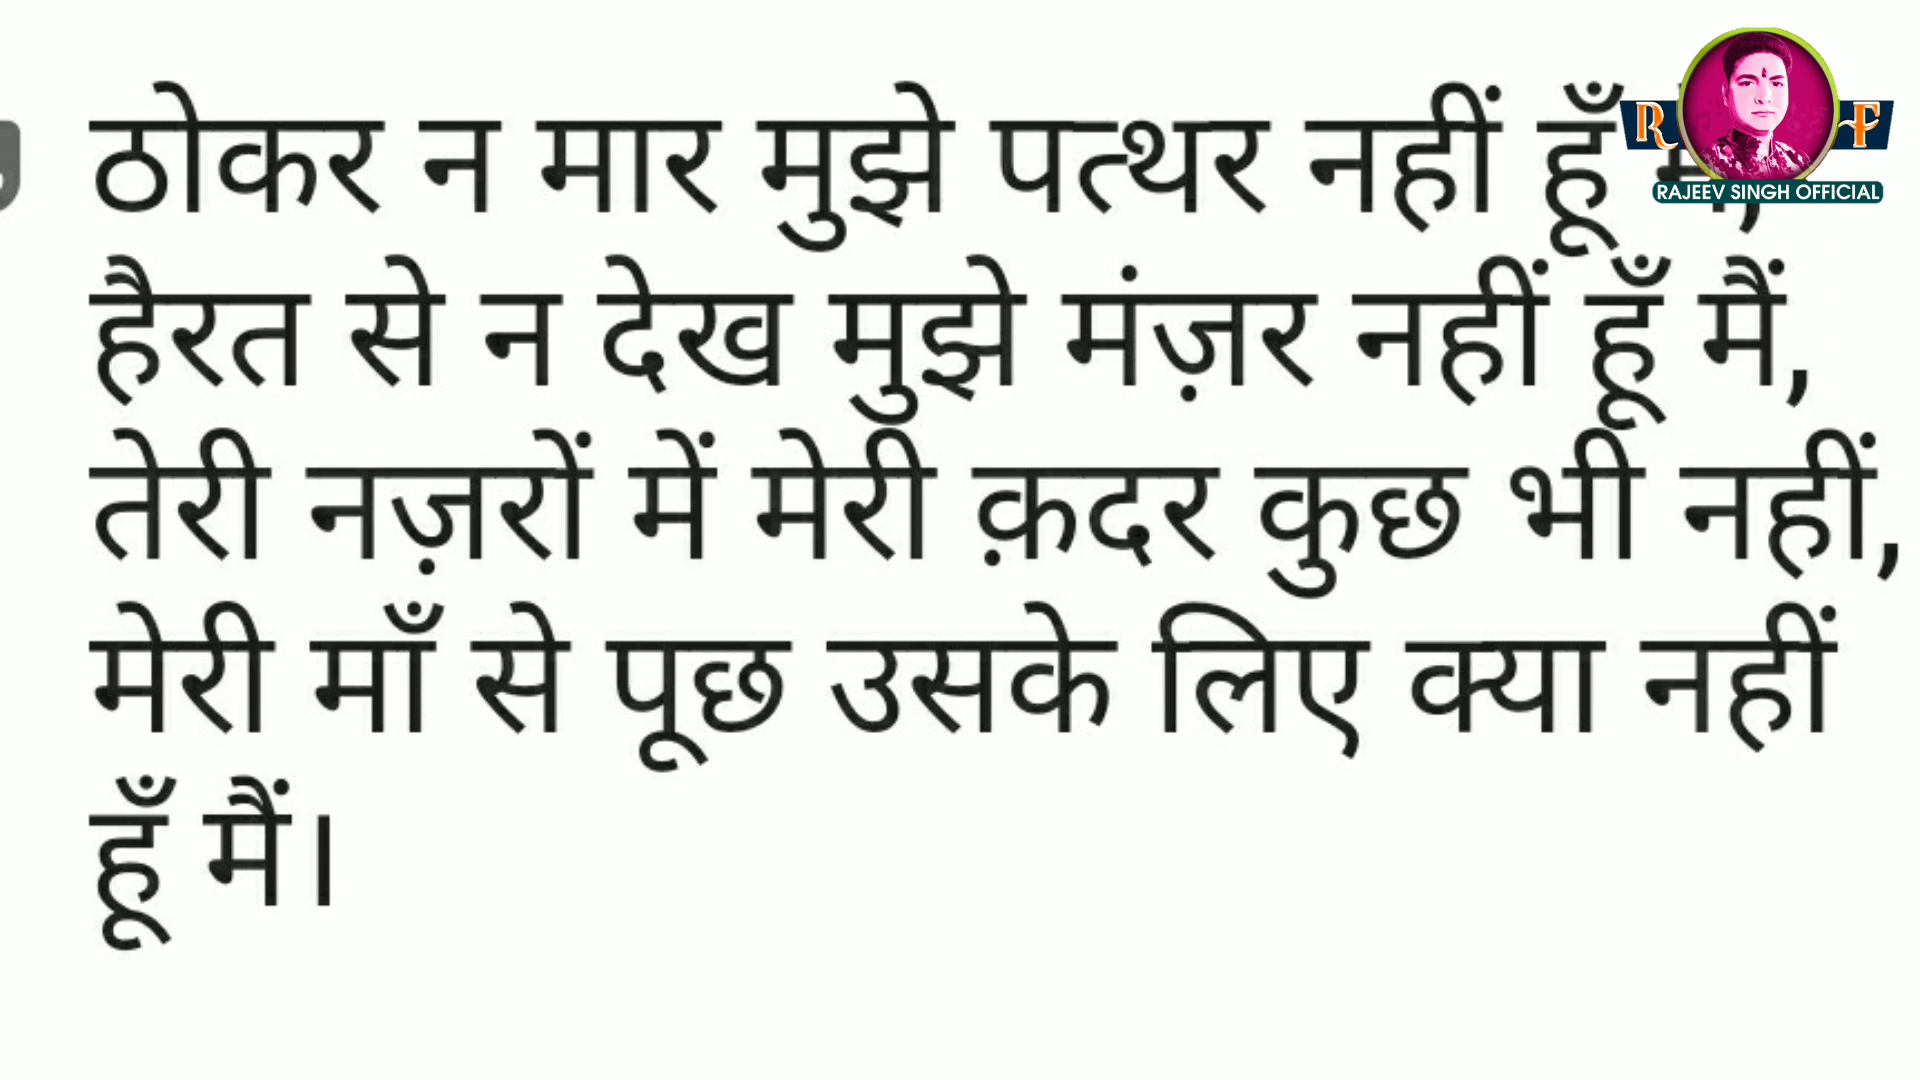 ठोकर न मार मुझे पत्थर नहीं हूँ
हैरत से न देख मुझे मंज़र नहीं हूँ मैं,
तेरी नज़रों में मेरी क़दर कुछ भी नहीं,
मेरी माँ से पूछ उसके लिए क्या नहीं
हूँ मैं।
R F
RAJEEV SINGH OFFICIAL